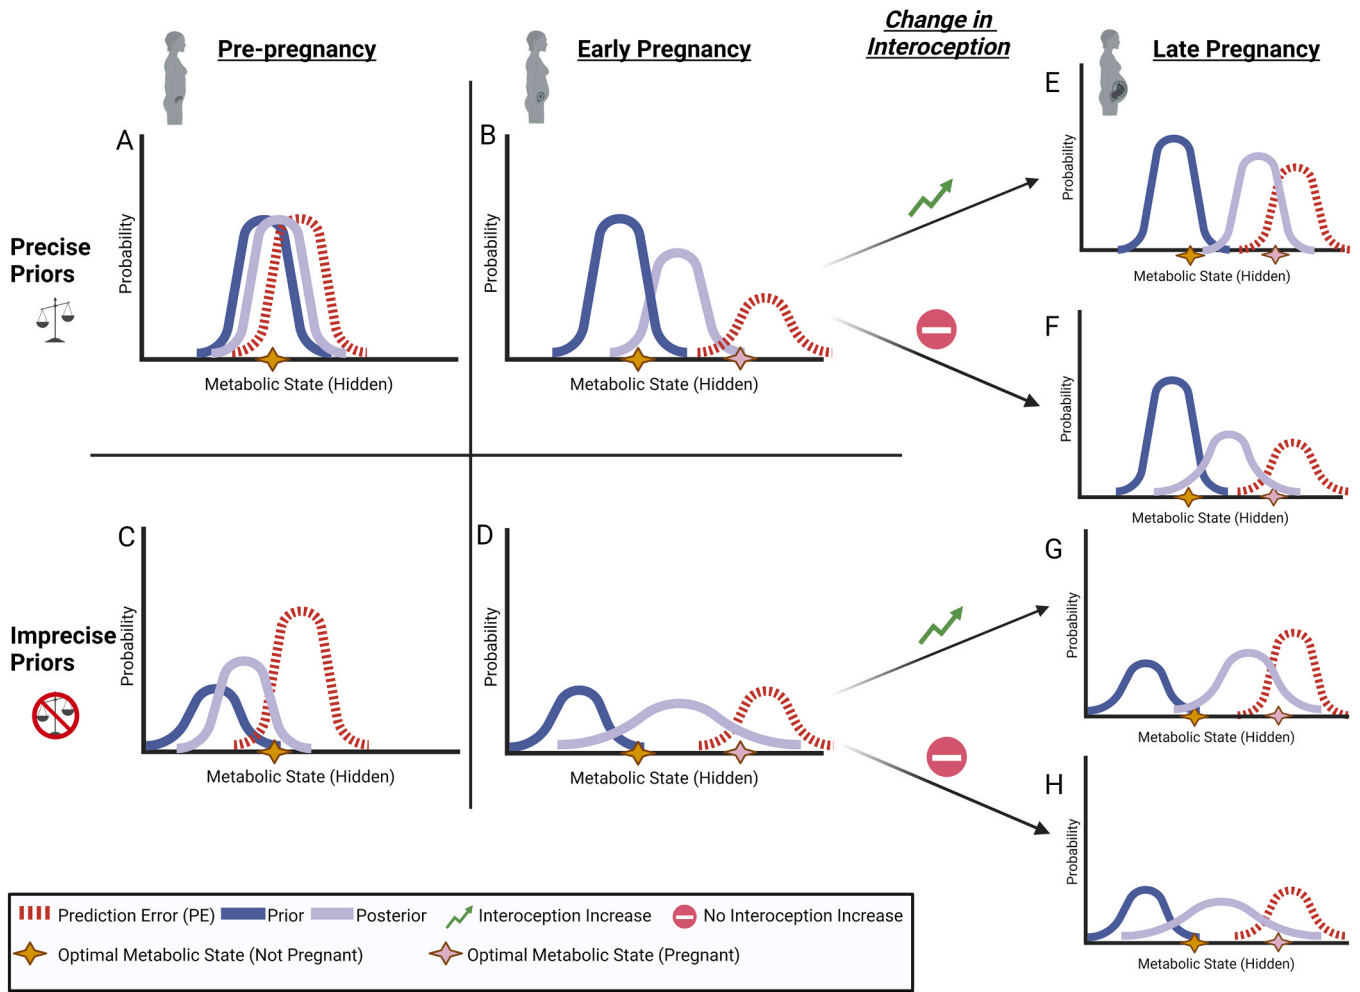 Pre-pregnancy
Early Pregnancy
Change in
Interoception
Late Pregnancy
Precise
Priors
A
Probability
Metabolic State (Hidden)
B
Probability
Metabolic State (Hidden)
E
Probability
Metabolic State (Hidden)
F
Probability
Metabolic State (Hidden)
Imprecise
Priors
C
Probability
Metabolic State (Hidden)
D
Probability
Metabolic State (Hidden)
G
Probability
Metabolic State (Hidden)
H
Probability
Metabolic State (Hidden)
Prediction Error (PE) Prior Posterior Interoception Increase No Interoception Increase
Optimal Metabolic State (Not Pregnant) Optimal Metabolic State (Pregnant)